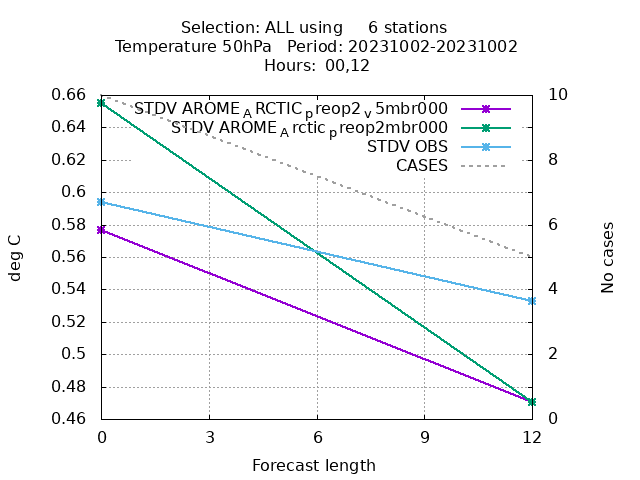 Selection: ALL using     6 stations
Temperature 50hPa   Period: 20231002-20231002
Hours: 00,12
0.66
0.64
0.62
0.6
0.58
0.56
0.54
0.52
0.5
0.48
0.46
deg C
STDV AROME_ARCTIC_preop2_v5mbr000
STDV AROME_Arctic_preop2mbr000
STDV OBS
CASES
10
8
6
4
2
0
No cases
0 3 6 9 12
Forecast length